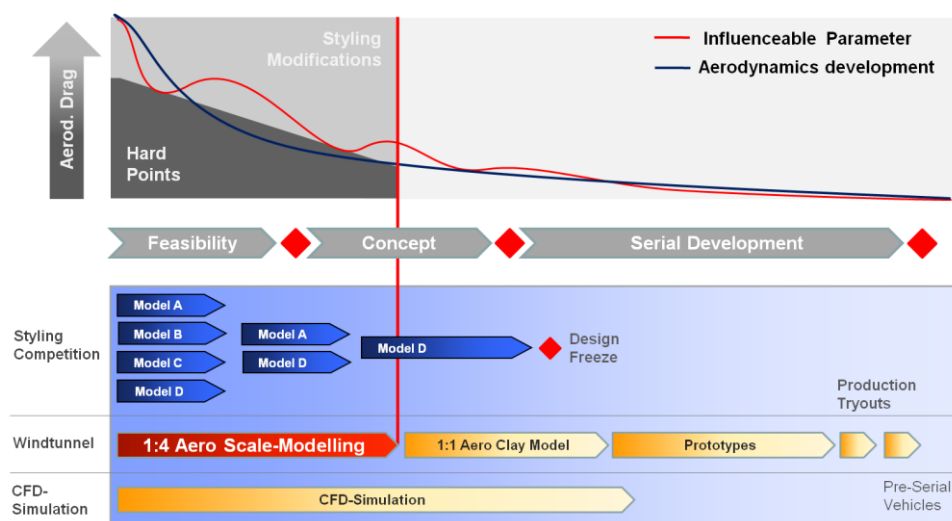 Styling
Modifications
Influenceable Parameter
Aerodynamics development
Aerod. Drag
Hard
Points
Feasibility
Concept
Serial Development
Styling
Competition
Model A
Model B
Model C
Model D
Model A
Model D
Model D
Design
Freeze
Production
Tryouts
Windtunnel
1:4 Aero Scale-Modelling
1:1 Aero Clay Model
Prototypes
CFD-
Simulation
CFD-Simulation
Pre-Serial
Vehicles